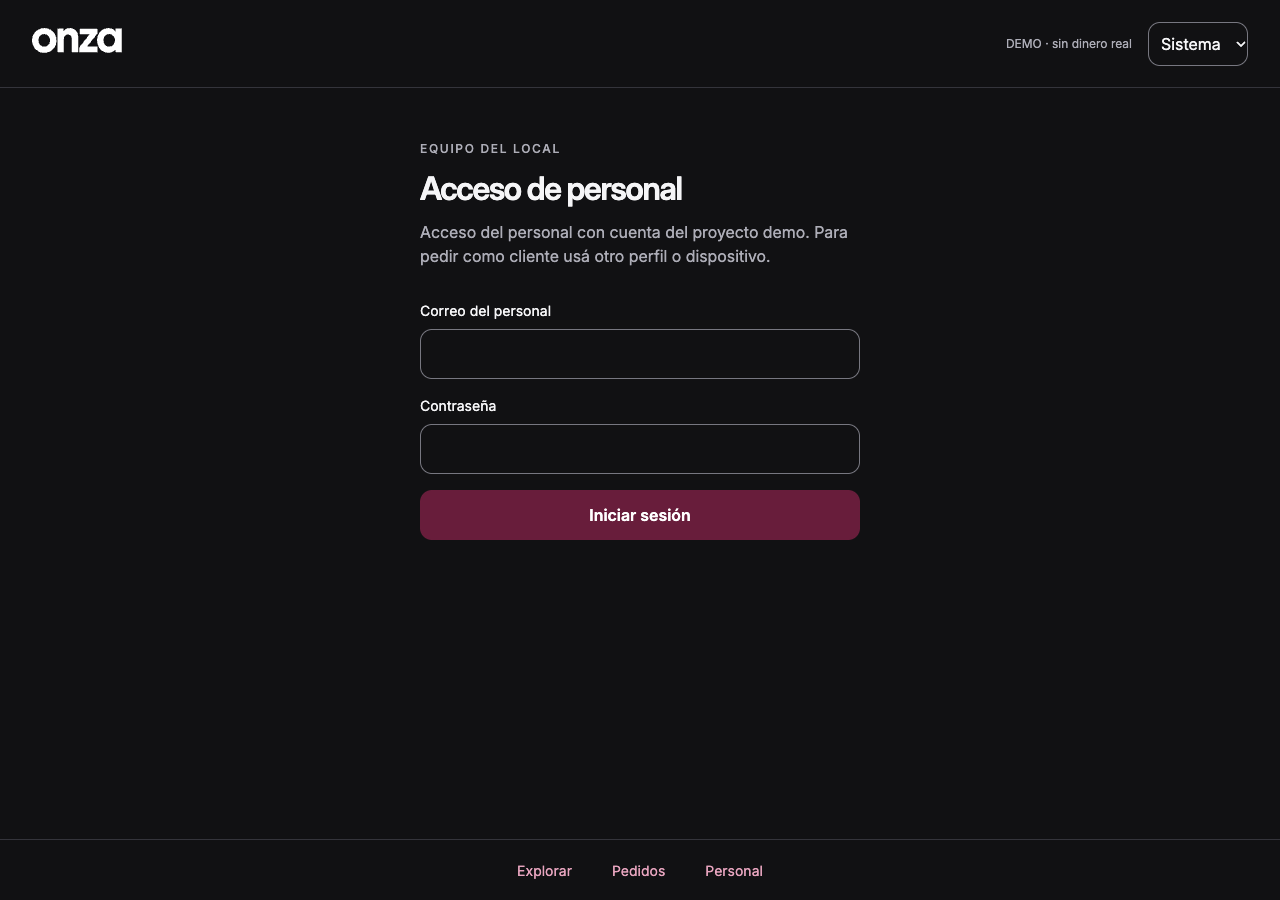 onza
DEMO · sin dinero real
Sistema
EQUIPO DEL LOCAL
Acceso de personal
Acceso del personal con cuenta del proyecto demo. Para
pedir como cliente usá otro perfil o dispositivo.
Correo del personal
Contraseña
Iniciar sesión
Explorar
Pedidos
Personal